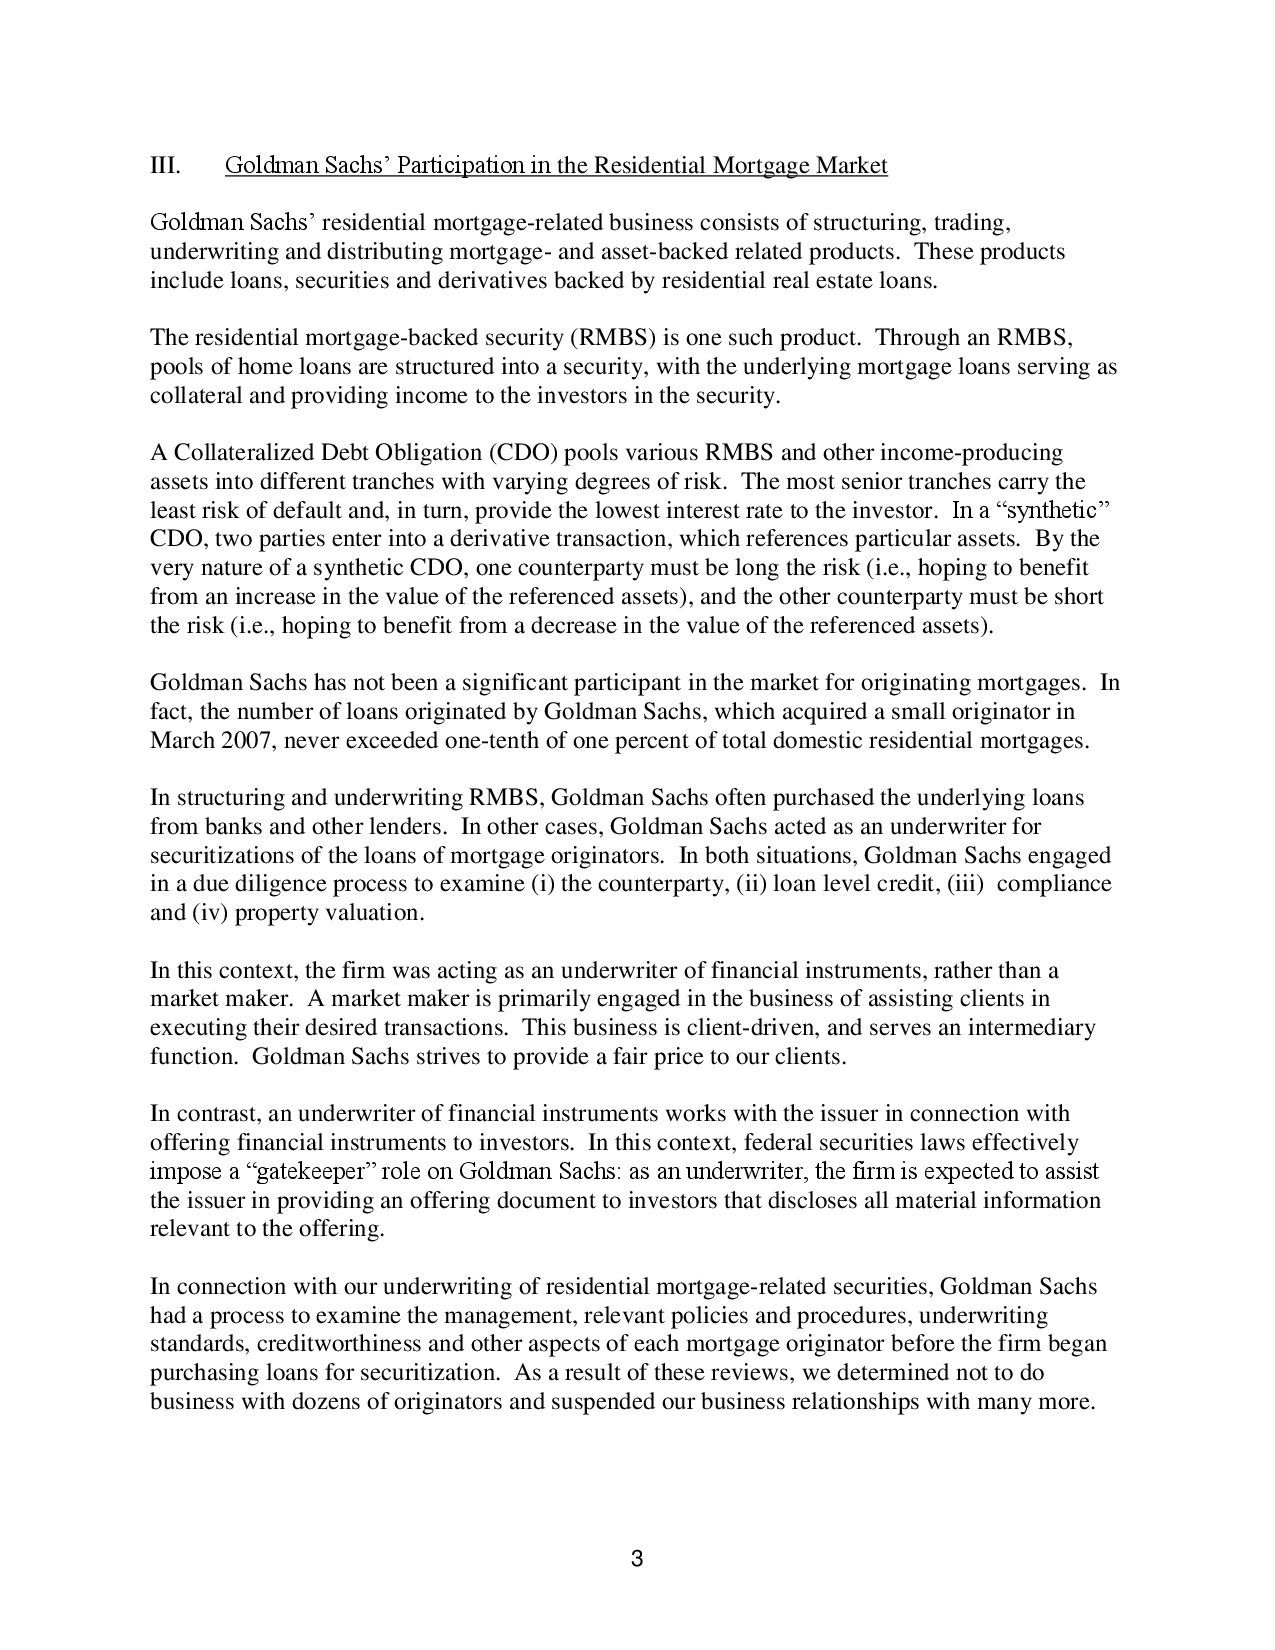 III. Goldman Sachs’ Participation in the Residential Mortgage Market
Goldman Sachs’ residential mortgage-related business consists of structuring, trading,
underwriting and distributing mortgage- and asset-backed related products. These products
include loans, securities and derivatives backed by residential real estate loans.
The residential mortgage-backed security (RMBS) is one such product. Through an RMBS,
pools of home loans are structured into a security, with the underlying mortgage loans serving as
collateral and providing income to the investors in the security.
A Collateralized Debt Obligation (CDO) pools various RMBS and other income-producing
assets into different tranches with varying degrees of risk. The most senior tranches carry the
least risk of default and, in turn, provide the lowest interest rate to the investor. In a “synthetic”
CDO, two parties enter into a derivative transaction, which references particular assets. By the
very nature of a synthetic CDO, one counterparty must be long the risk (i.e., hoping to benefit
from an increase in the value of the referenced assets), and the other counterparty must be short
the risk (i.e., hoping to benefit from a decrease in the value of the referenced assets).
Goldman Sachs has not been a significant participant in the market for originating mortgages. In
fact, the number of loans originated by Goldman Sachs, which acquired a small originator in
March 2007, never exceeded one-tenth of one percent of total domestic residential mortgages.
In structuring and underwriting RMBS, Goldman Sachs often purchased the underlying loans
from banks and other lenders. In other cases, Goldman Sachs acted as an underwriter for
securitizations of the loans of mortgage originators. In both situations, Goldman Sachs engaged
in a due diligence process to examine (i) the counterparty, (ii) loan level credit, (iii) compliance
and (iv) property valuation.
In this context, the firm was acting as an underwriter of financial instruments, rather than a
market maker. A market maker is primarily engaged in the business of assisting clients in
executing their desired transactions. This business is client-driven, and serves an intermediary
function. Goldman Sachs strives to provide a fair price to our clients.
In contrast, an underwriter of financial instruments works with the issuer in connection with
offering financial instruments to investors. In this context, federal securities laws effectively
impose a “gatekeeper” role on Goldman Sachs: as an underwriter, the firm is expected to assist
the issuer in providing an offering document to investors that discloses all material information
relevant to the offering.
In connection with our underwriting of residential mortgage-related securities, Goldman Sachs
had a process to examine the management, relevant policies and procedures, underwriting
standards, creditworthiness and other aspects of each mortgage originator before the firm began
purchasing loans for securitization. As a result of these reviews, we determined not to do
business with dozens of originators and suspended our business relationships with many more.
3